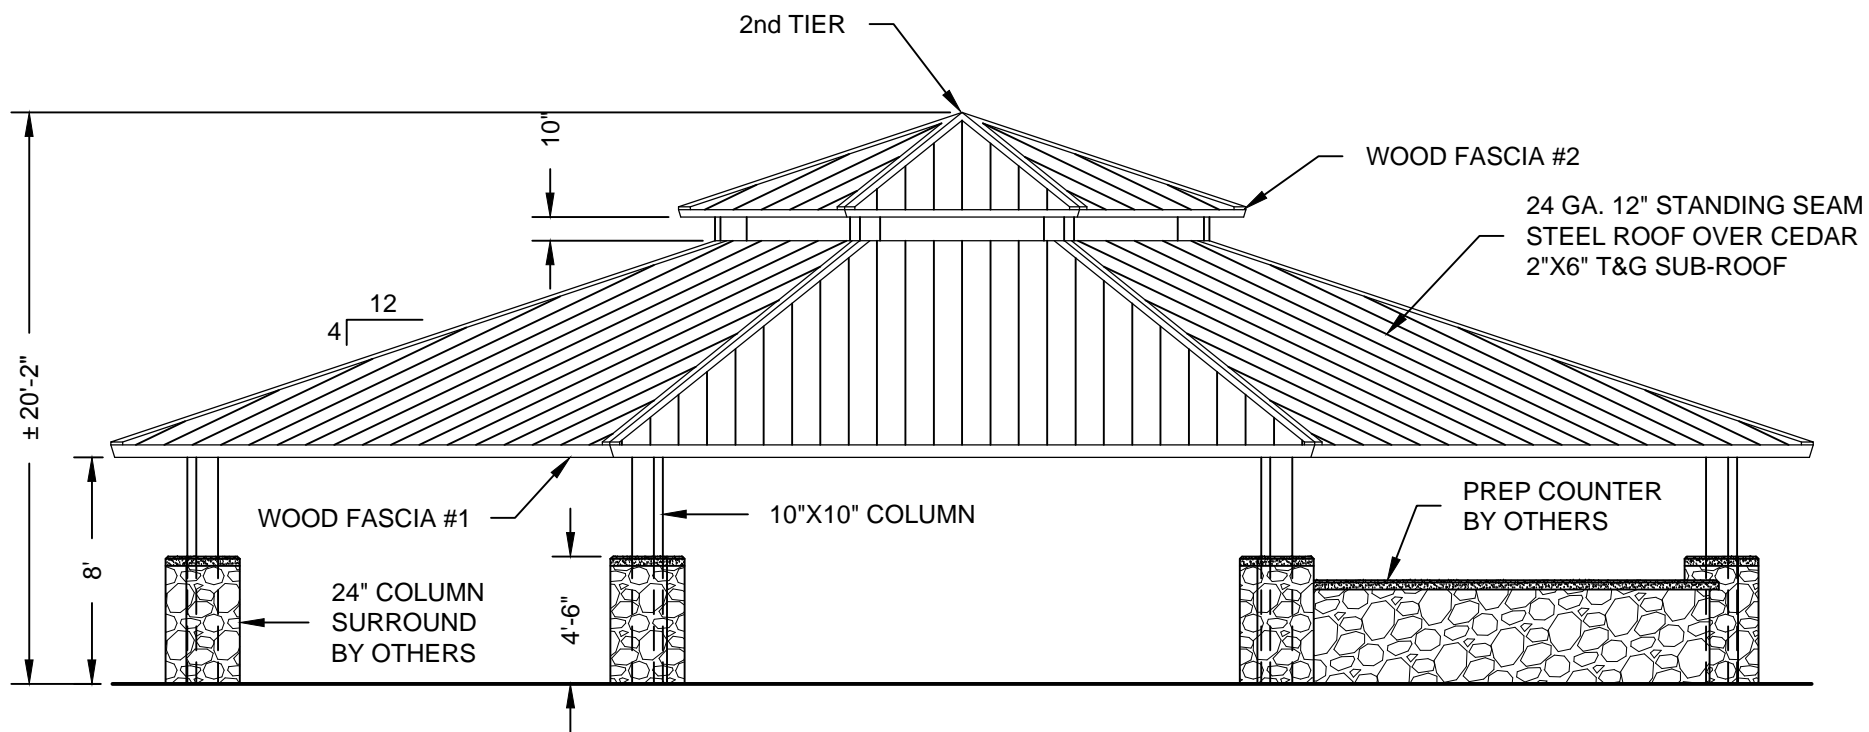 2nd TIER
10"
WOOD FASCIA #2
24 GA. 12" STANDING SEAM
STEEL ROOF OVER CEDAR
2"X6" T&G SUB-ROOF
12
4
± 20'-2"
8'
WOOD FASCIA #1
10"X10" COLUMN
PREP COUNTER
BY OTHERS
24" COLUMN
SURROUND
BY OTHERS
4'-6"